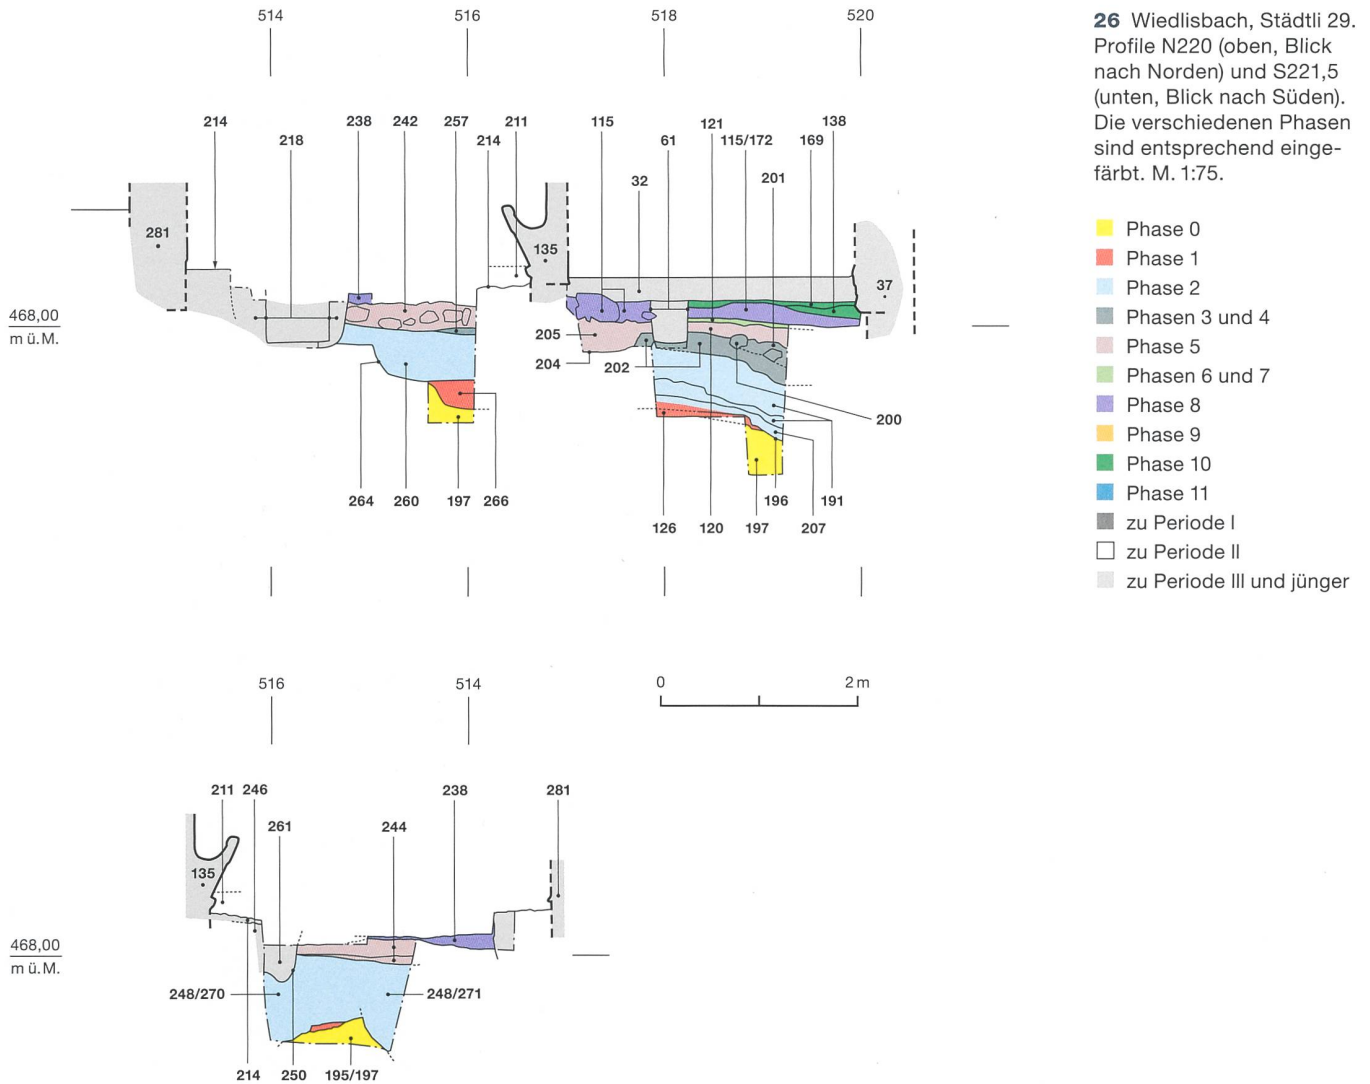 514 516 518 520
26 Wiedlisbach, Städtli 29.
Profile N220 (oben, Blick
nach Norden) und S221,5
(unten, Blick nach Süden).
Die verschiedenen Phasen
sind entsprechend einge-
färbt. M. 1:75.
214 238 242 257 211 115 121 138
218 214 61 115/172 169
32 201
281
135
37
468,00
m ü.M.
205
204 202
200
264 260 197 266 196 191
126 120 197 207
Phase 0
Phase 1
Phase 2
Phasen 3 und 4
Phase 5
Phasen 6 und 7
Phase 8
Phase 9
Phase 10
Phase 11
zu Periode I
zu Periode II
zu Periode III und jünger
516 514
0 2 m
211 246 238 281
261 244
135
468,00
m ü.M.
248/270 248/271
214 250 195/197